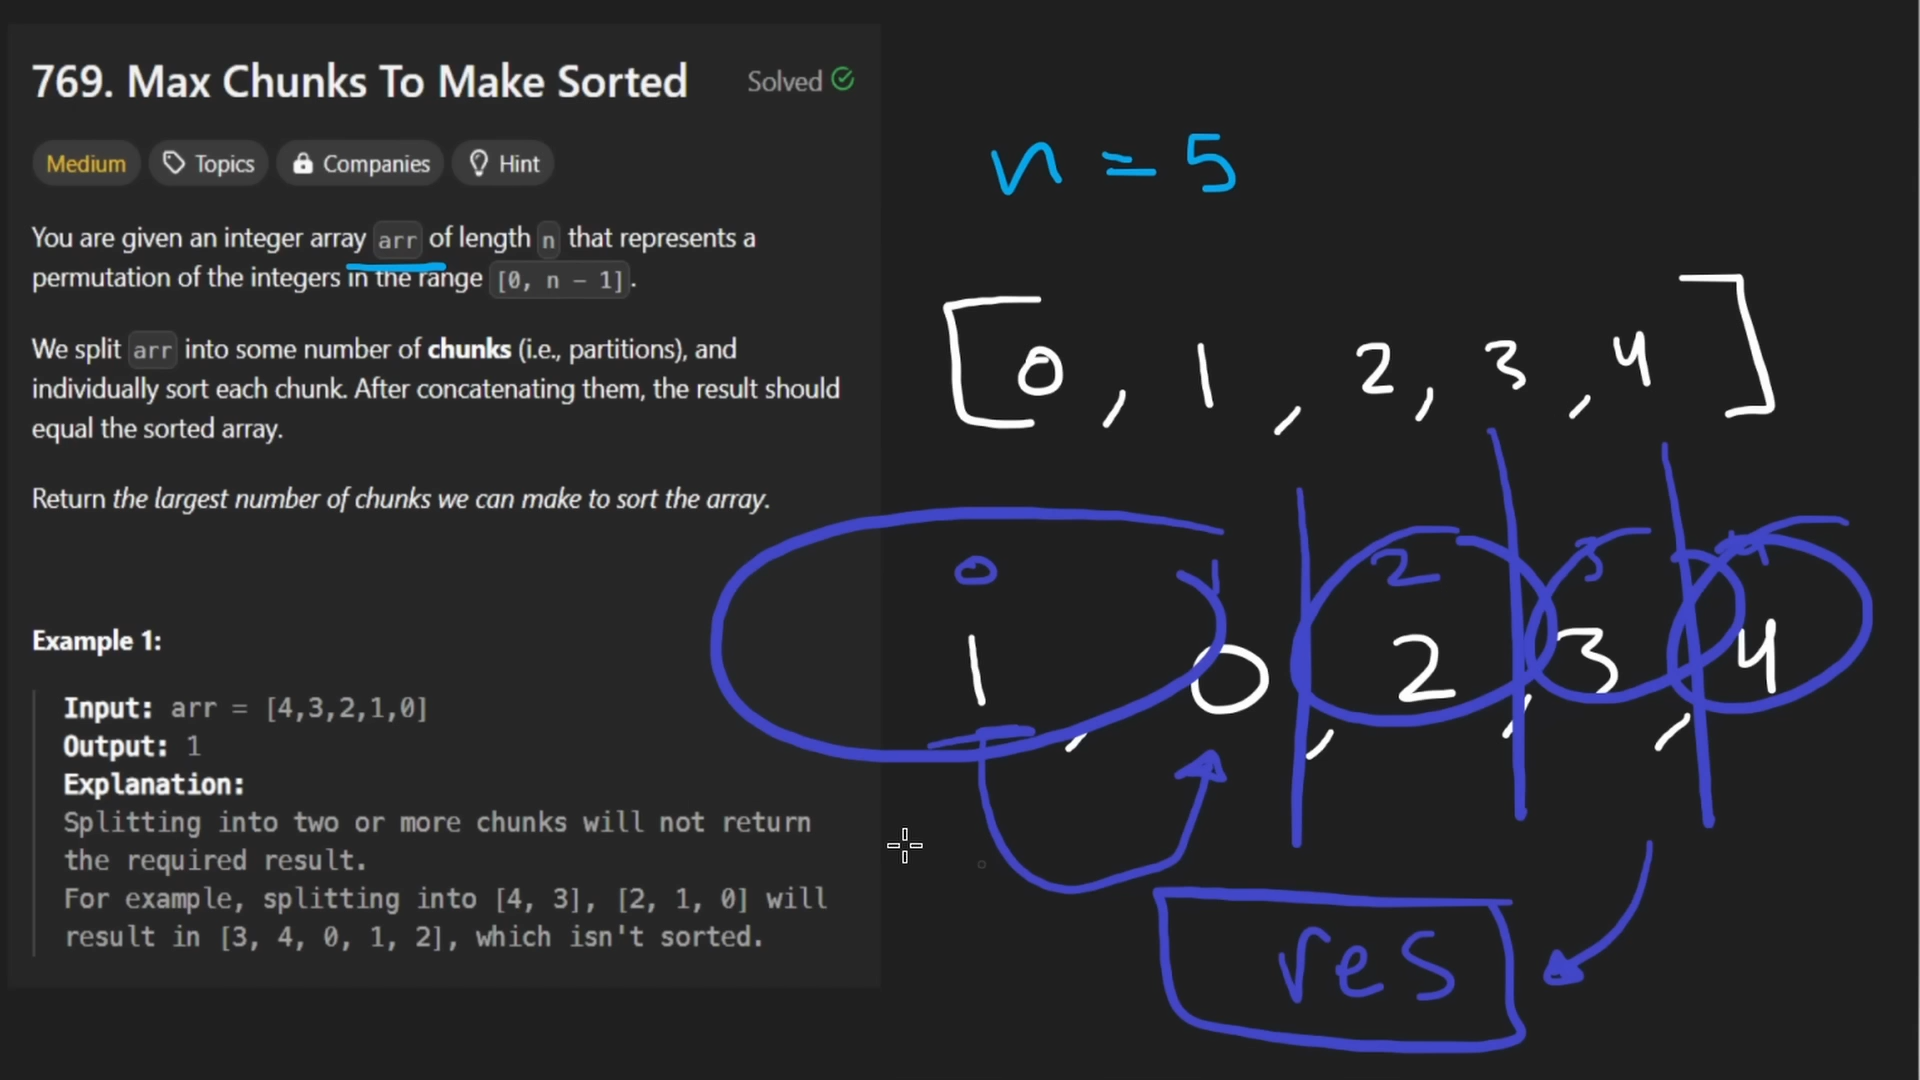 769. Max Chunks To Make Sorted
Solved
Medium Topics Companies Hint
You are given an integer array arr of length n that represents a
permutation of the integers in the range [0, n - 1].
We split arr into some number of chunks (i.e., partitions), and
individually sort each chunk. After concatenating them, the result should
equal the sorted array.
Return the largest number of chunks we can make to sort the array.
Example 1:
Input: arr = [4,3,2,1,0]
Output: 1
Explanation:
Splitting into two or more chunks will not return
the required result.
For example, splitting into [4, 3], [2, 1, 0] will
result in [3, 4, 0, 1, 2], which isn't sorted.
n = 5
[0, 1, 2, 3, 4]
0 1 2 3 4
1, 0, 2, 3, 4
res